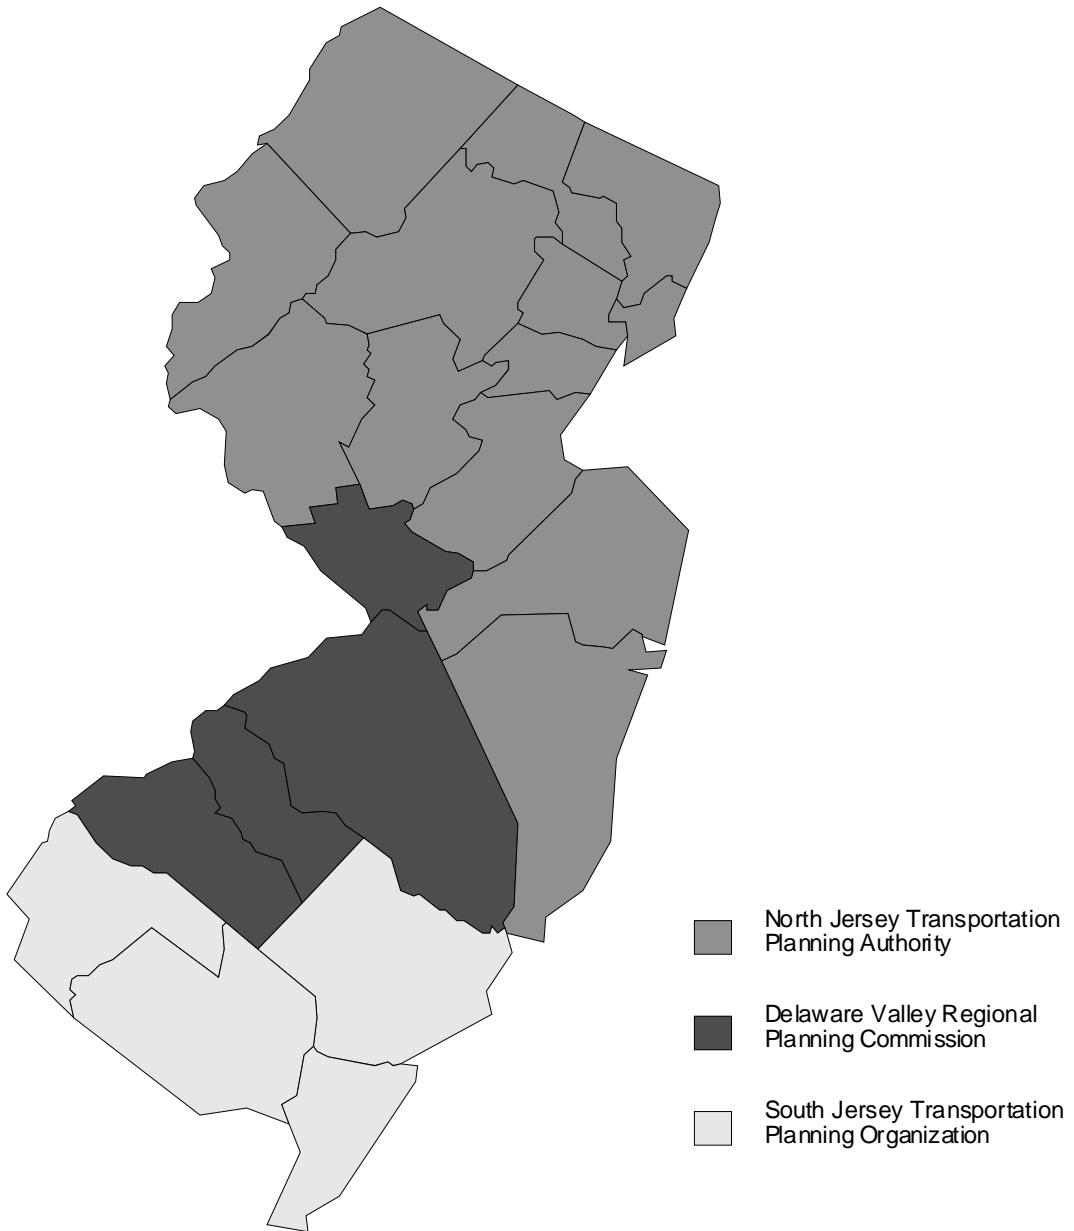 North Jersey Transportation
Planning Authority
Delaware Valley Regional
Planning Commission
South Jersey Transportation
Planning Organization